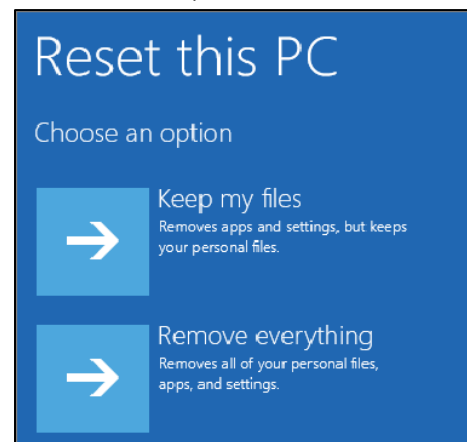 Reset this PC
Choose an option
Keep my files
Removes apps and settings, but keeps
your personal files.
Remove everything
Removes all of your personal files,
apps, and settings.